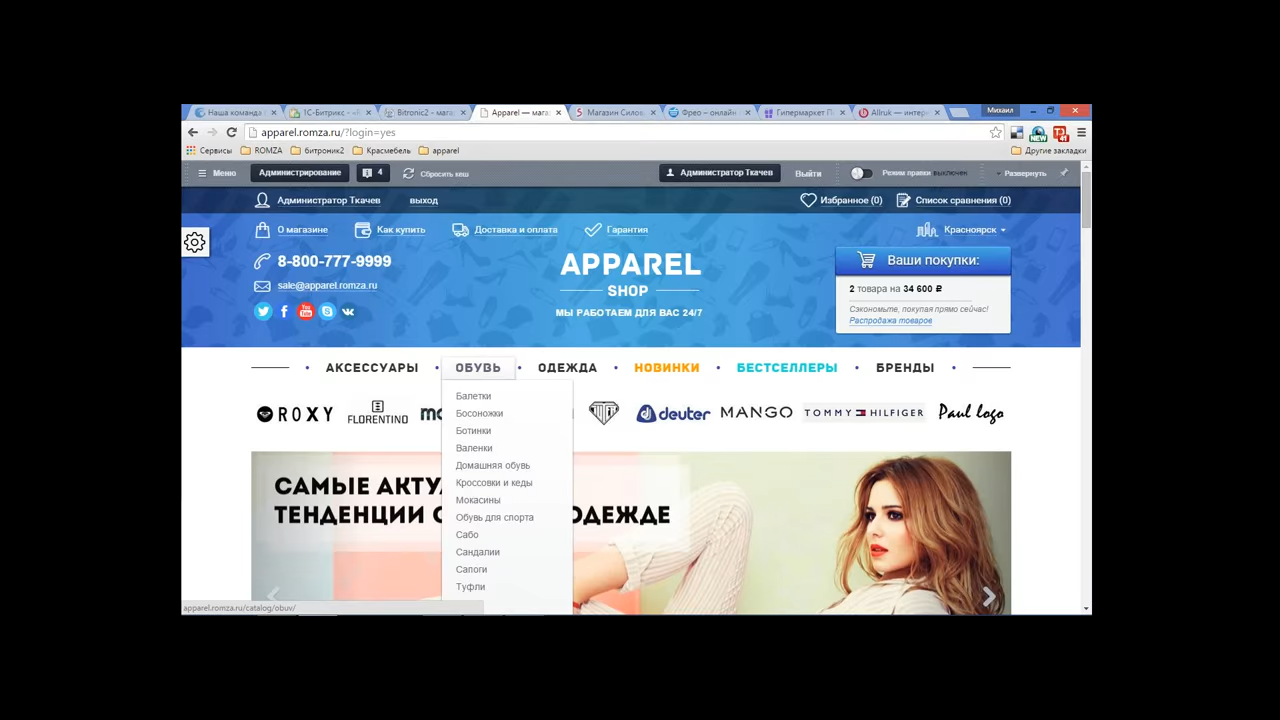 Наша команда
1С-Битрикс - «
Bitronic2 - мага
Apparel — мага
Магазин Силов
Фрео – онлайн
Гипермаркет П
Allruk — интер
Михаил
apparel.romza.ru/?login=yes
NEW
41
Сервисы
ROMZA
битроник2
Красмебель
apparel
Другие закладки
Меню
Администрирование
4
Сбросить кеш
Администратор Ткачев
Выйти
Режим правки выключен
Развернуть
Администратор Ткачев
выход
Избранное (0)
Список сравнения (0)
О магазине
Как купить
Доставка и оплата
Гарантия
Красноярск
8-800-777-9999
sale@apparel.romza.ru
You Tube
APPAREL
SHOP
МЫ РАБОТАЕМ ДЛЯ ВАС 24/7
Ваши покупки:
2 товара на 34 600 ₽
Сэкономьте, покупая прямо сейчас!
Распродажа товаров
АКСЕССУАРЫ
ОБУВЬ
ОДЕЖДА
НОВИНКИ
БЕСТСЕЛЛЕРЫ
БРЕНДЫ
ROXY
FLORENTINO
deuter
MANGO
TOMMY HILFIGER
Paul logo
Балетки
Босоножки
Ботинки
Валенки
Домашняя обувь
Кроссовки и кеды
Мокасины
Обувь для спорта
Сабо
Сандалии
Сапоги
Туфли
САМЫЕ АКТУ
ТЕНДЕНЦИИ
ОДЕЖДЕ
apparel.romza.ru/catalog/obuv/